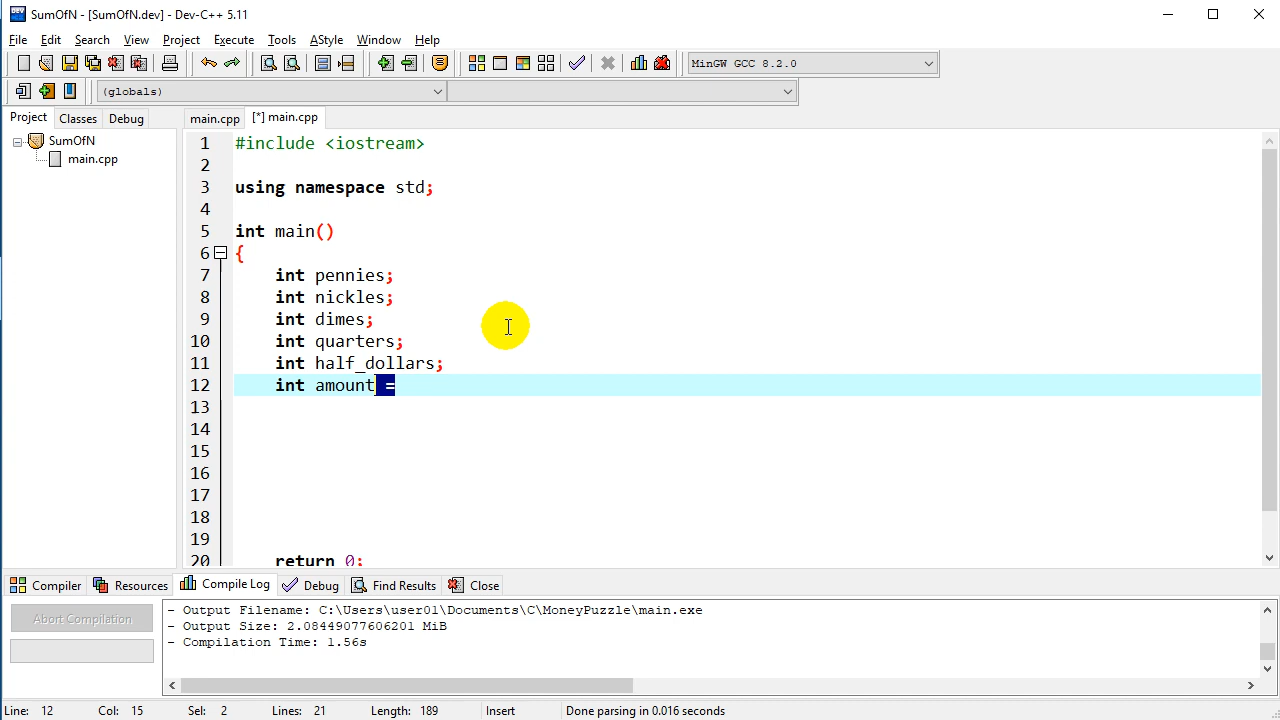 SumOfN - [SumOfN.dev] - Dev-C++ 5.11
File Edit Search View Project Execute Tools AStyle Window Help
MinGW GCC 8.2.0
(globals)
Project Classes Debug main.cpp [*] main.cpp
SumOfN
main.cpp
1 #include <iostream>
2
3 using namespace std;
4
5 int main()
6 {
7 int pennies;
8 int nickles;
9 int dimes;
10 int quarters;
11 int half_dollars;
12 int amount =
13
14
15
16
17
18
19
20 return 0;
Compiler Resources Compile Log Debug Find Results Close
Abort Compilation
- Output Filename: C:\Users\user01\Documents\C\MoneyPuzzle\main.exe
- Output Size: 2.08449077606201 MiB
- Compilation Time: 1.56s
Line: 12 Col: 15 Sel: 2 Lines: 21 Length: 189 Insert Done parsing in 0.016 seconds